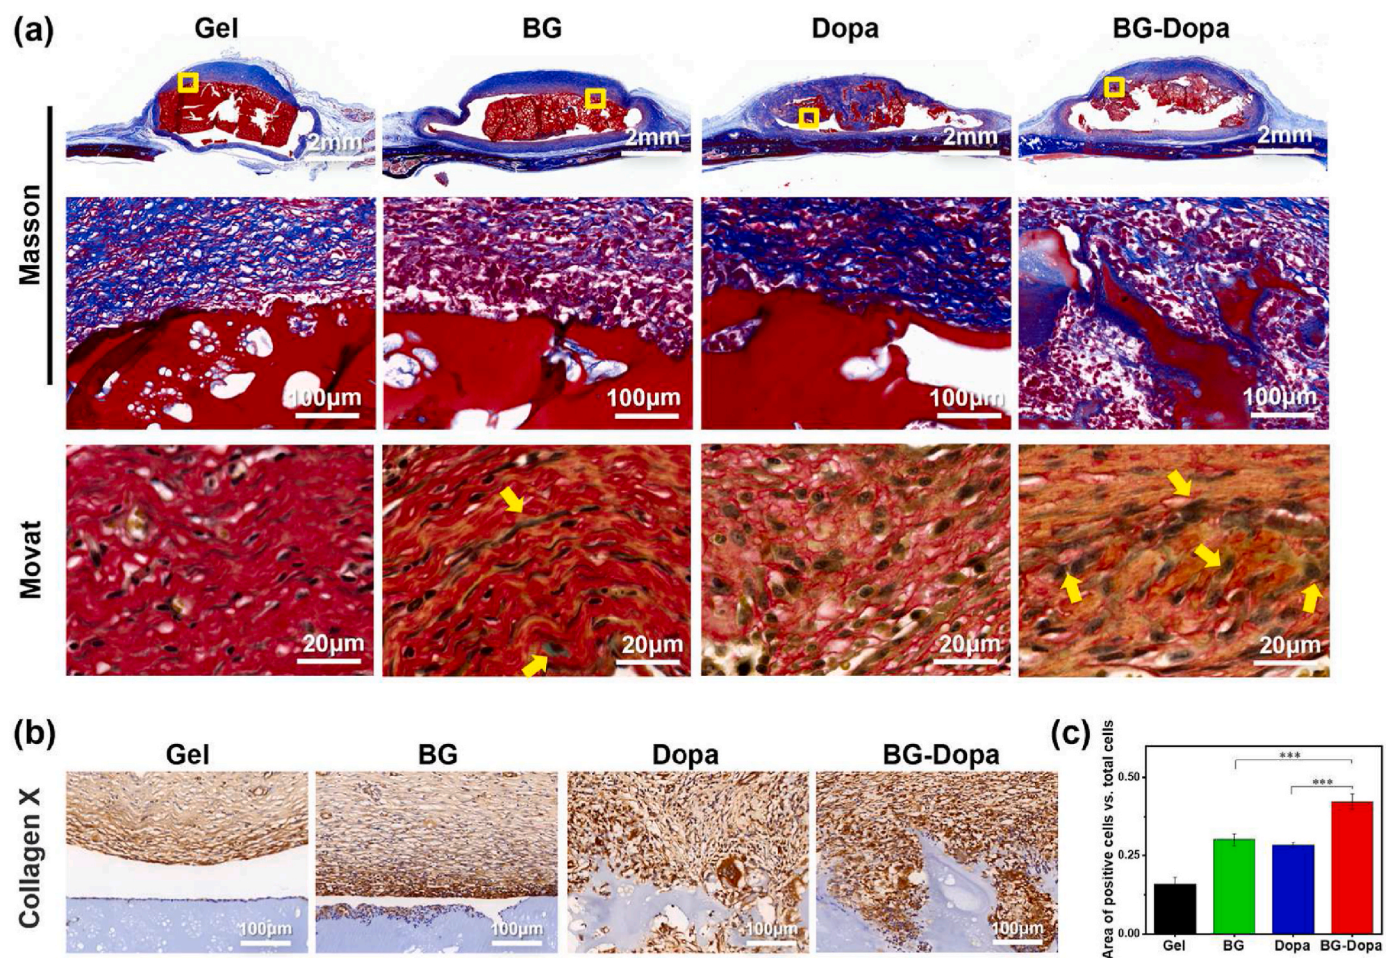 (a)
Gel BG Dopa BG-Dopa
Masson
2mm 2mm 2mm 2mm
100μm 100μm 100μm 100μm
Movat
20μm 20μm 20μm 20μm
(b)
Gel BG Dopa BG-Dopa
Collagen X
100μm 100μm 100μm 100μm
(c)
Area of positive cells vs. total cells
***
***
0.50
0.25
0.00
Gel BG Dopa BG-Dopa